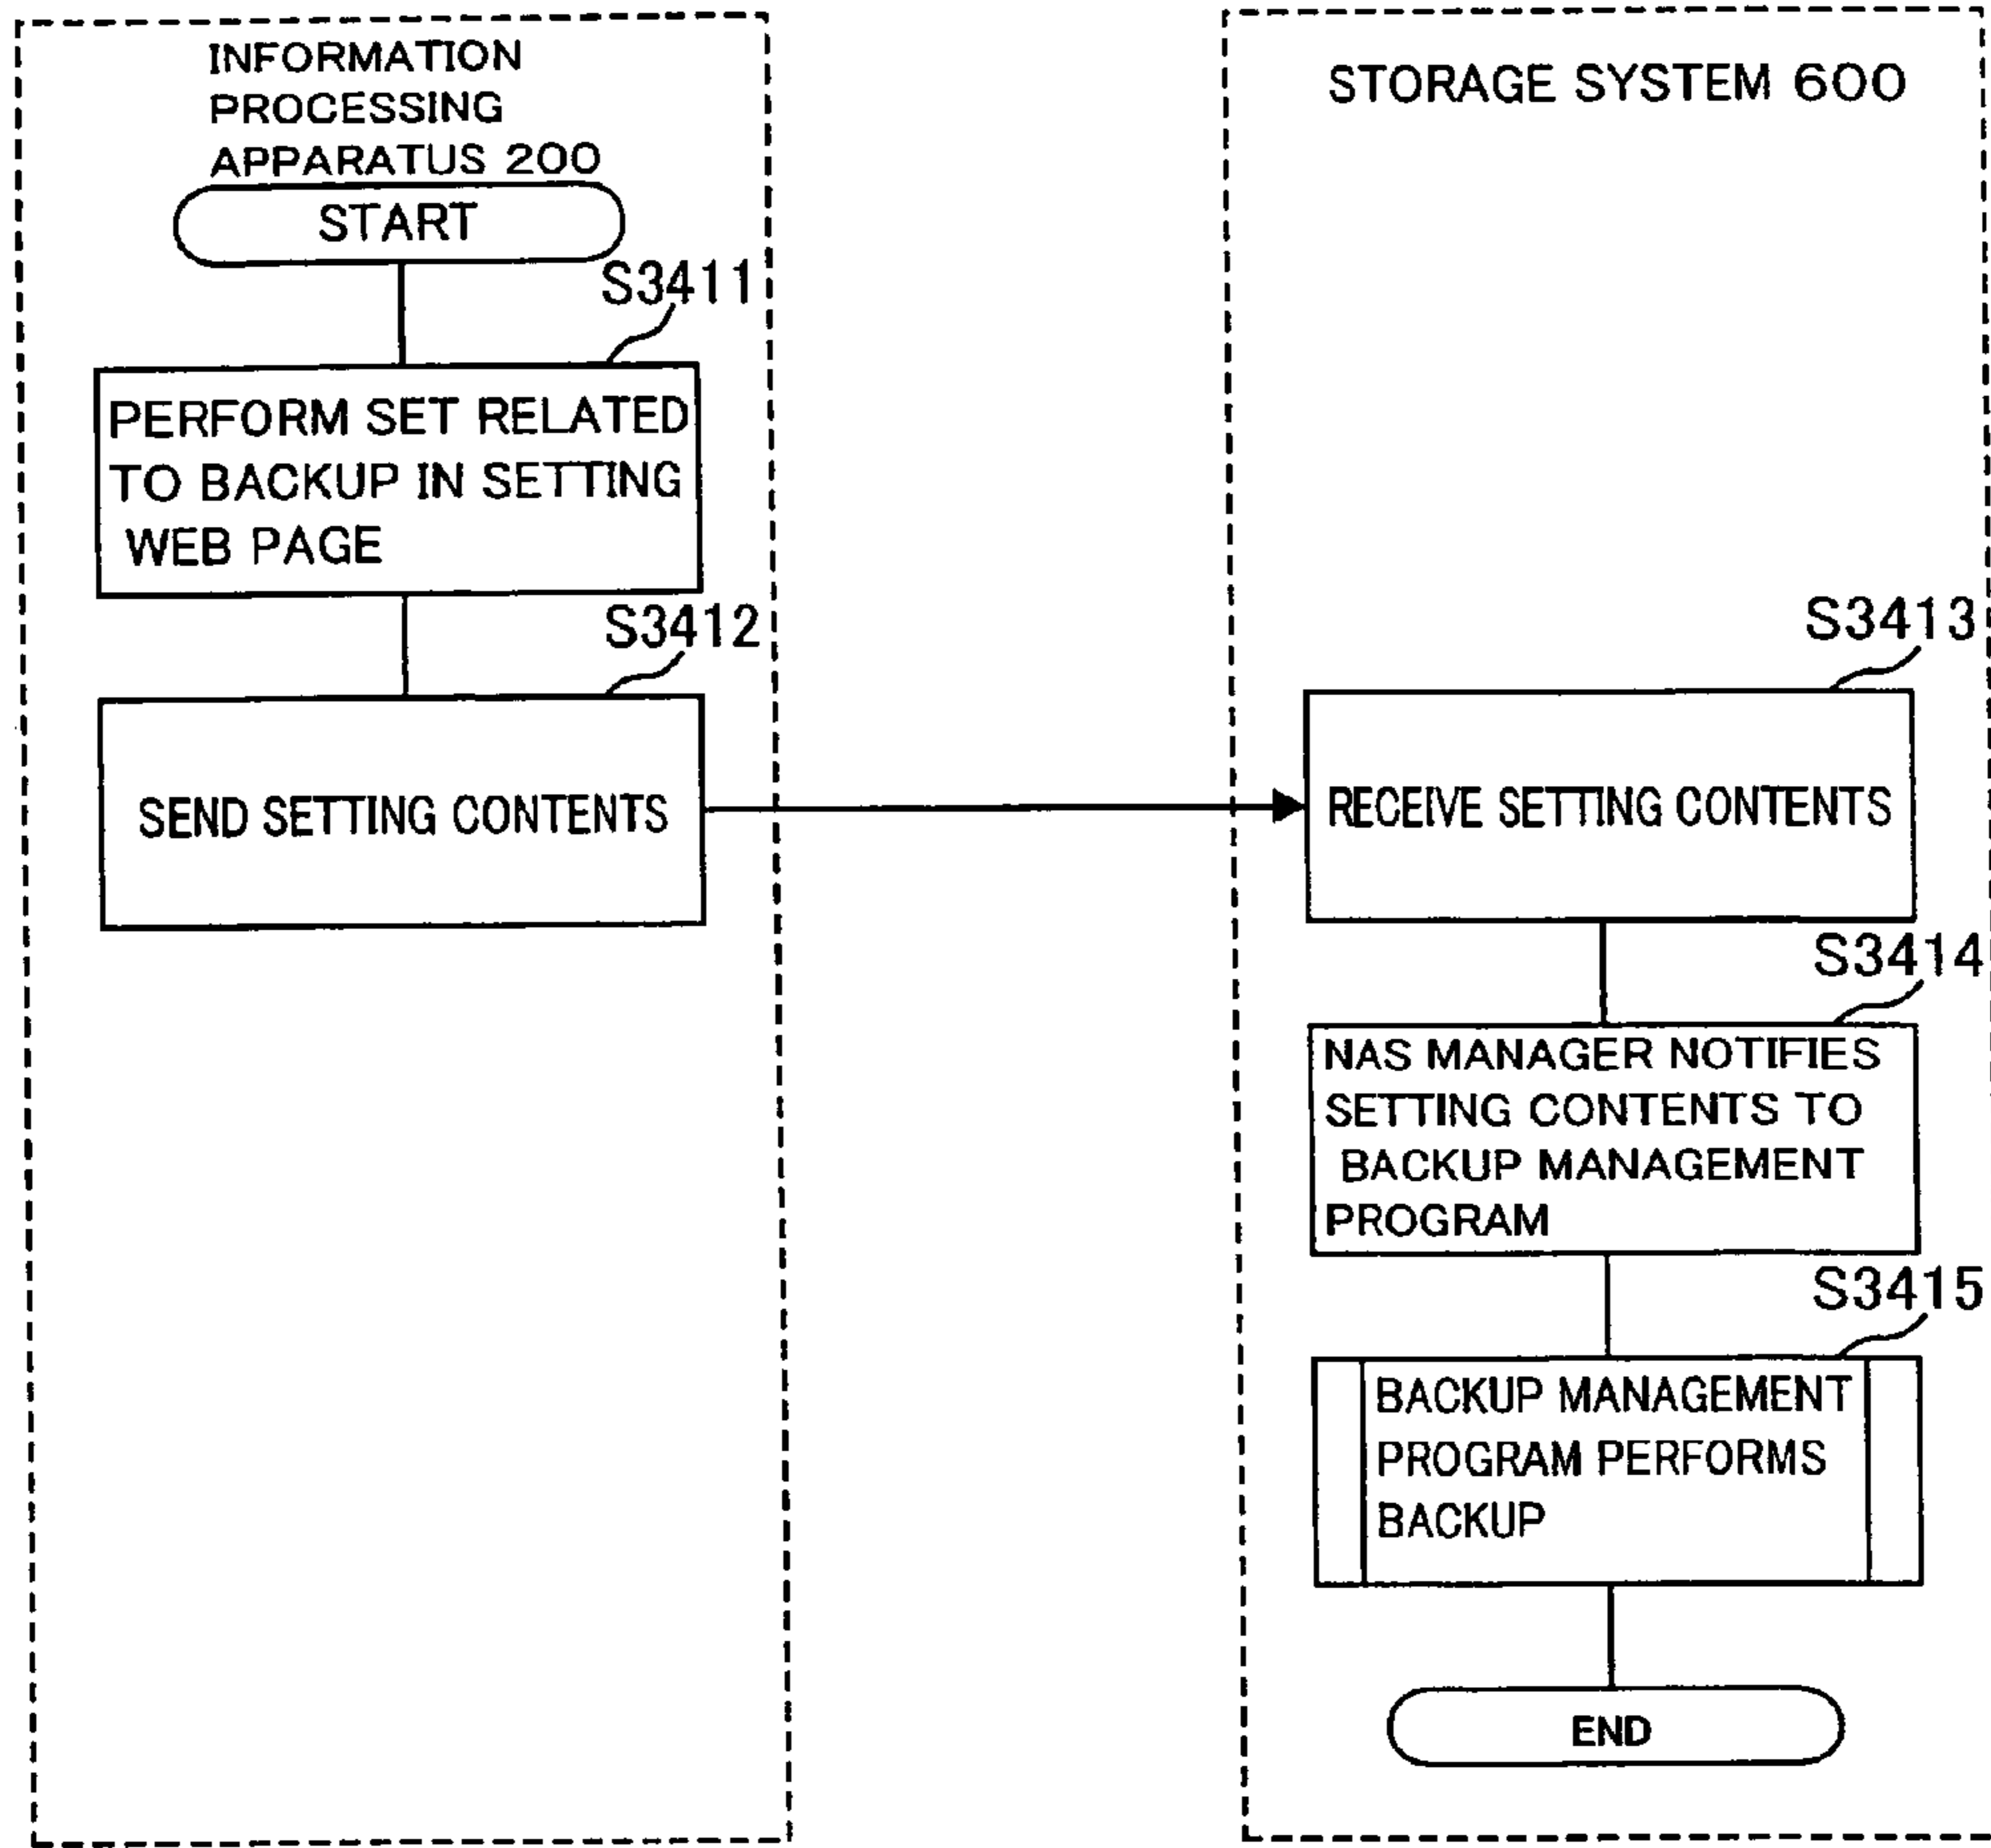 INFORMATION
PROCESSING
APPARATUS 200
START
S3411
PERFORM SET RELATED
TO BACKUP IN SETTING
WEB PAGE
S3412
SEND SETTING CONTENTS
STORAGE SYSTEM 600
S3413
RECEIVE SETTING CONTENTS
S3414
NAS MANAGER NOTIFIES
SETTING CONTENTS TO
BACKUP MANAGEMENT
PROGRAM
S3415
BACKUP MANAGEMENT
PROGRAM PERFORMS
BACKUP
END